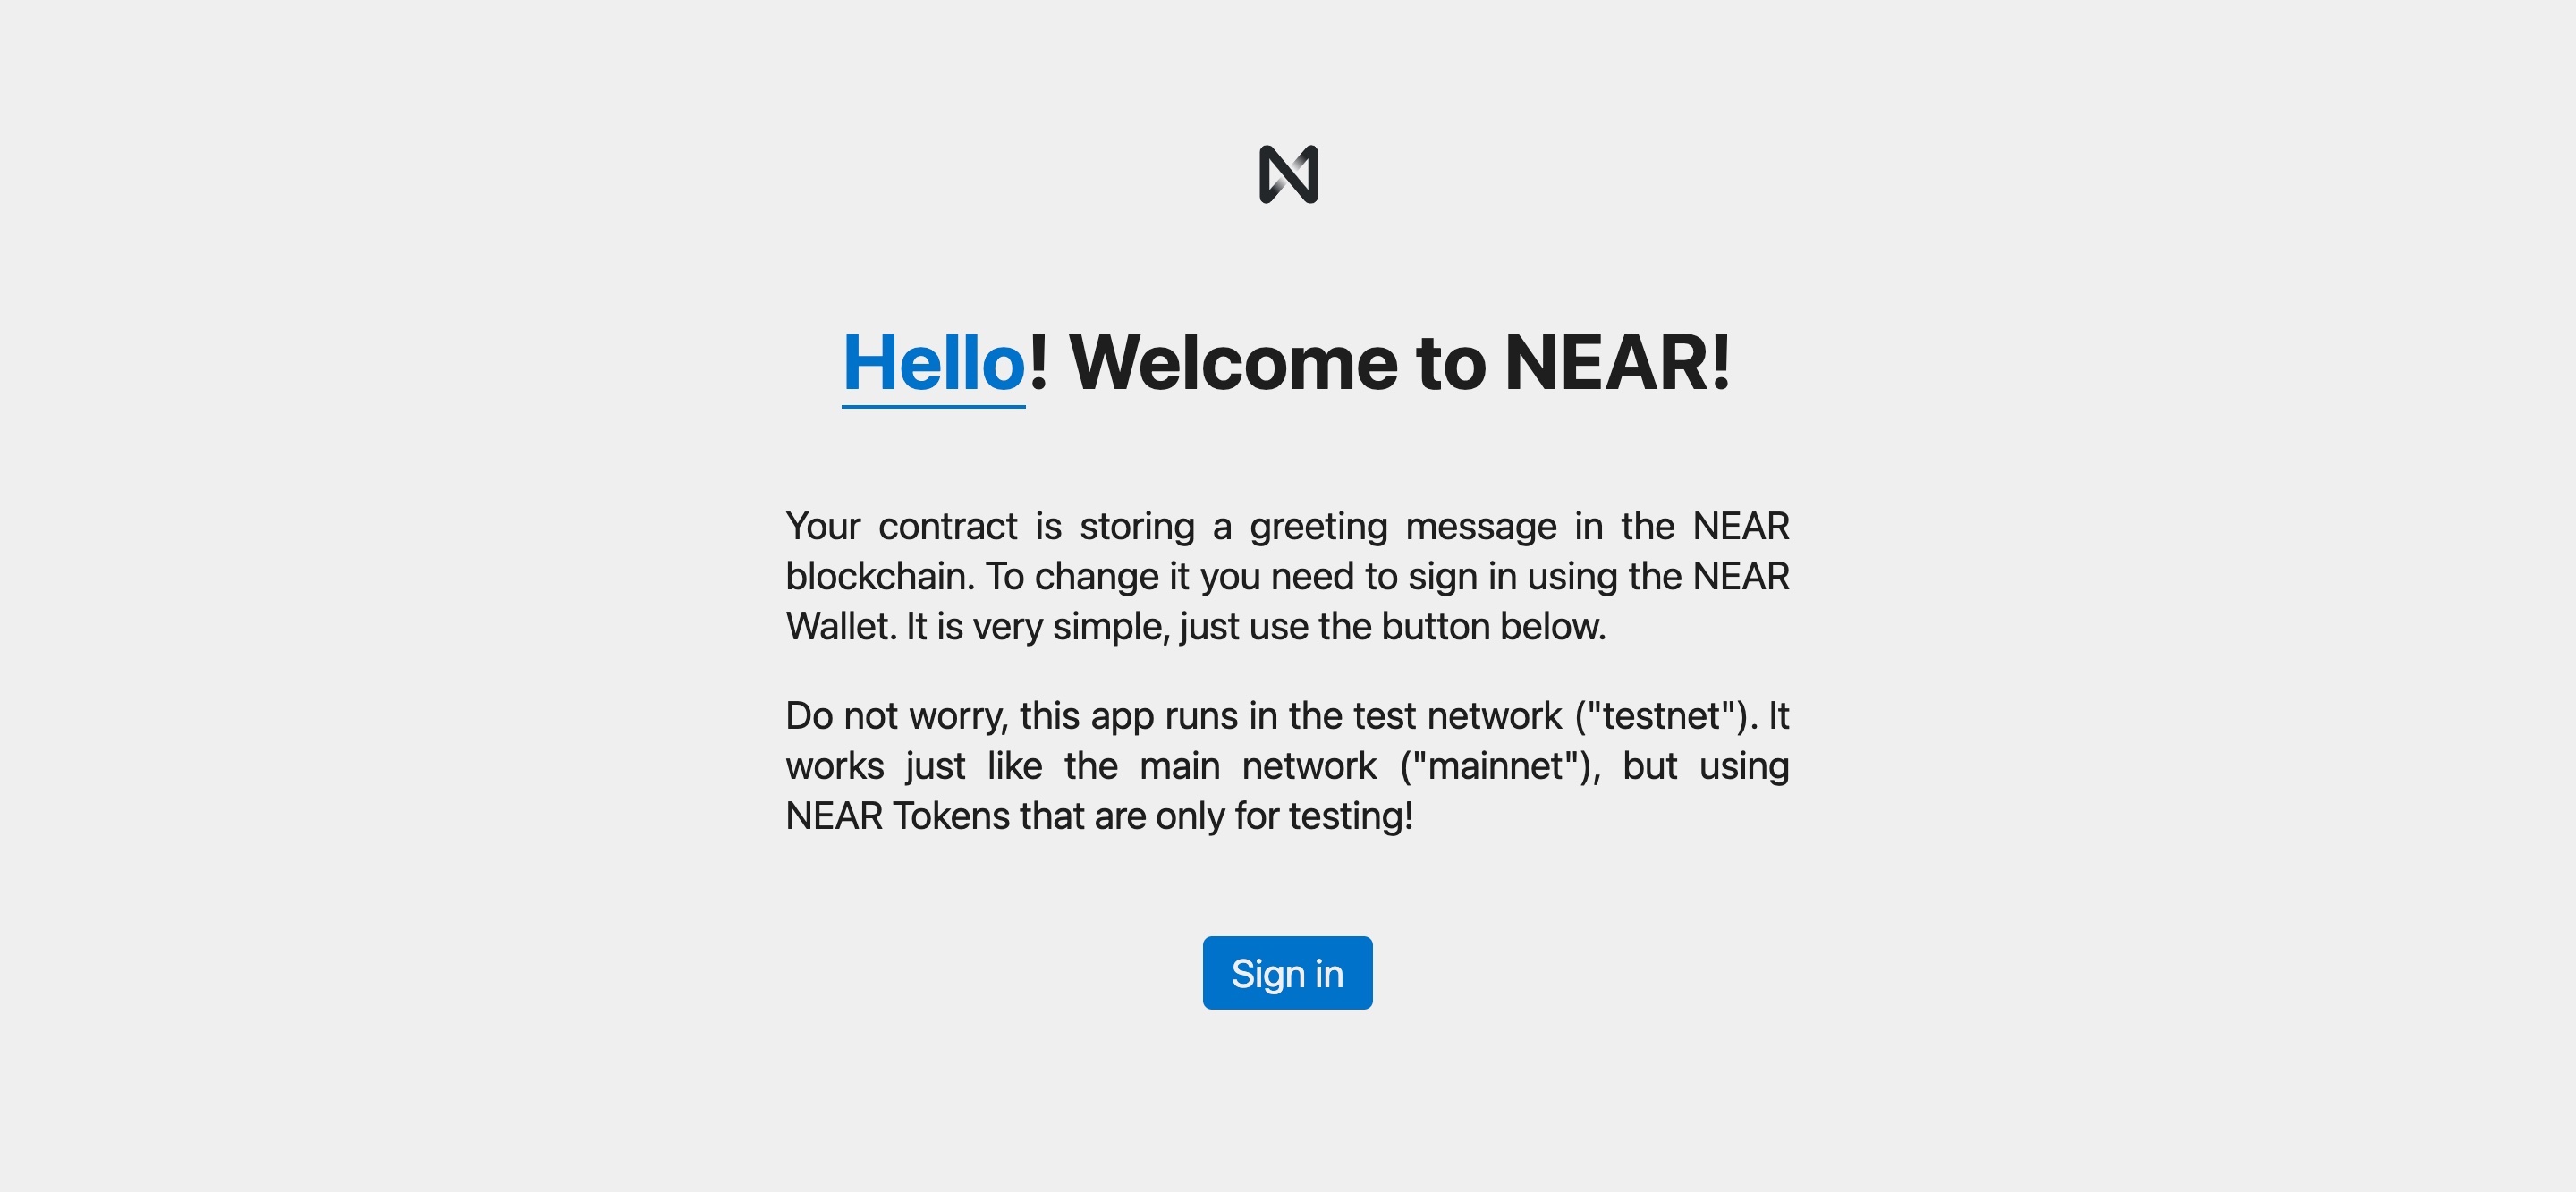 Hello! Welcome to NEAR!
Your contract is storing a greeting message in the NEAR
blockchain. To change it you need to sign in using the NEAR
Wallet. It is very simple, just use the button below.
Do not worry, this app runs in the test network ("testnet"). It
works just like the main network ("mainnet"), but using
NEAR Tokens that are only for testing!
Sign in